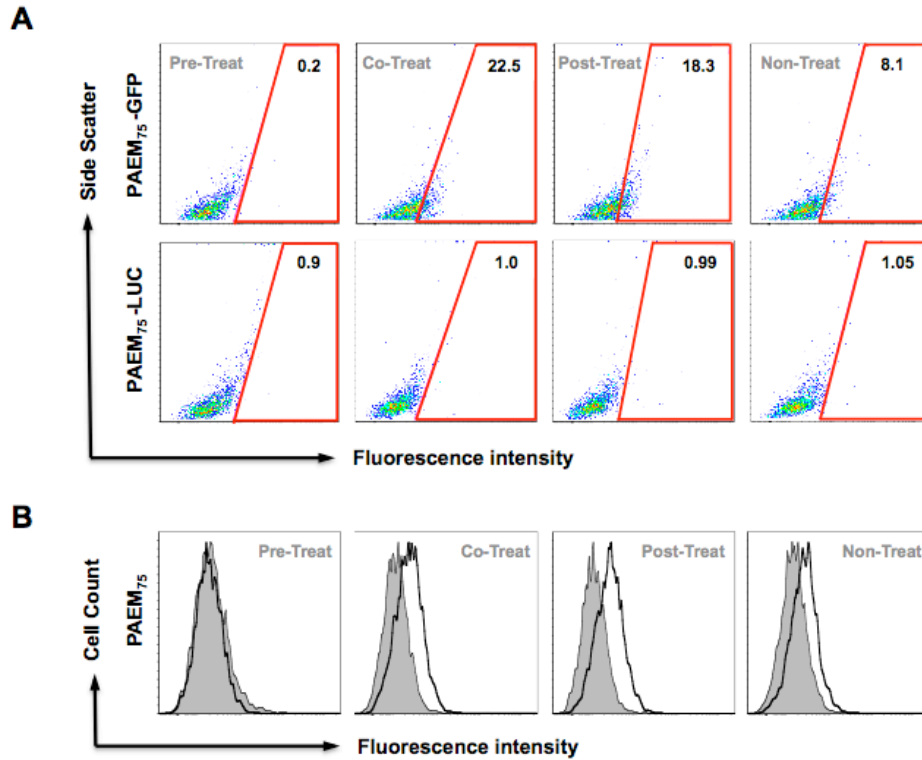 A
Side Scatter
PAEM₇₅-GFP
Pre-Treat 0.2
Co-Treat 22.5
Post-Treat 18.3
Non-Treat 8.1
PAEM₇₅-LUC
0.9
1.0
0.99
1.05
Fluorescence intensity
B
Cell Count
PAEM₇₅
Pre-Treat
Co-Treat
Post-Treat
Non-Treat
Fluorescence intensity